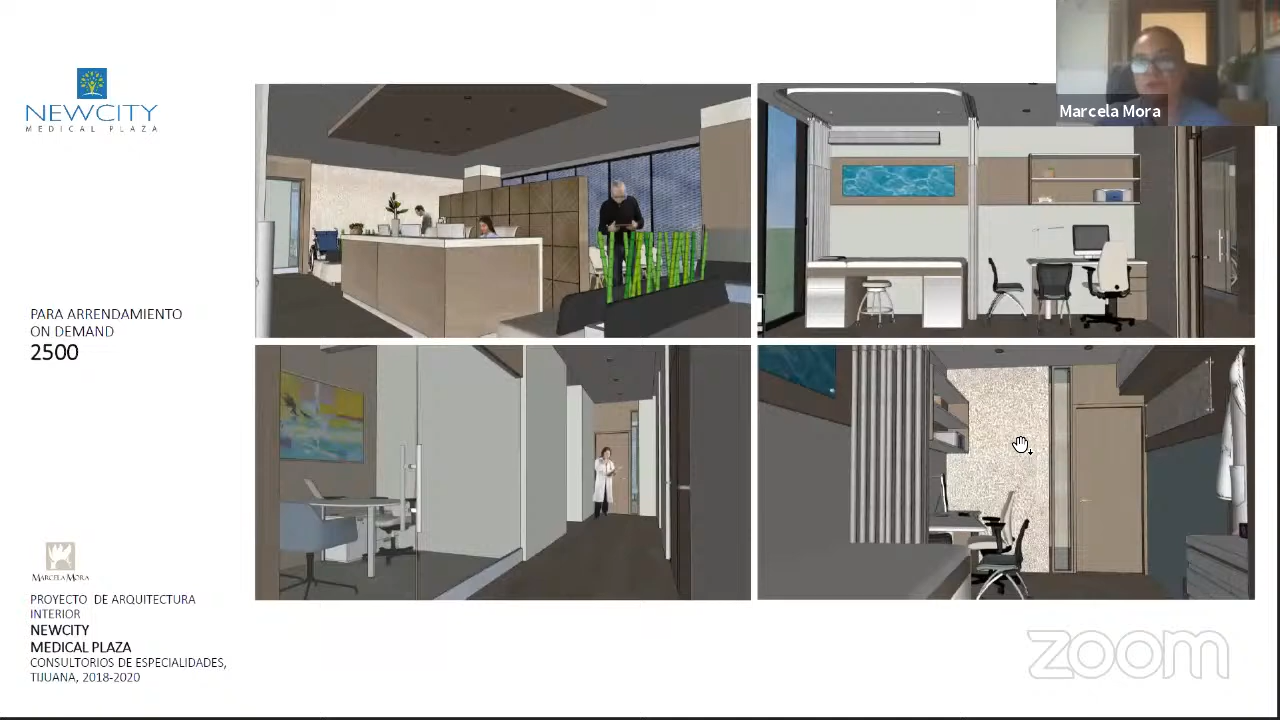 Marcela Mora
NEWCITY
MEDICAL PLAZA
PARA ARRENDAMIENTO
ON DEMAND
2500
MARCELA MORA
PROYECTO DE ARQUITECTURA
INTERIOR
NEWCITY
MEDICAL PLAZA
CONSULTORIOS DE ESPECIALIDADES,
TIJUANA, 2018-2020
zoom